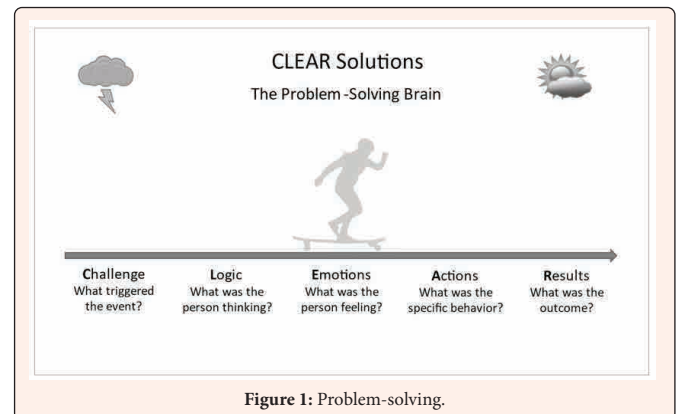 CLEAR Solutions
The Problem-Solving Brain
Challenge
What triggered
the event?
Logic
What was the
person thinking?
Emotions
What was the
person feeling?
Actions
What was the
specific behavior?
Results
What was the
outcome?
Figure 1: Problem-solving.